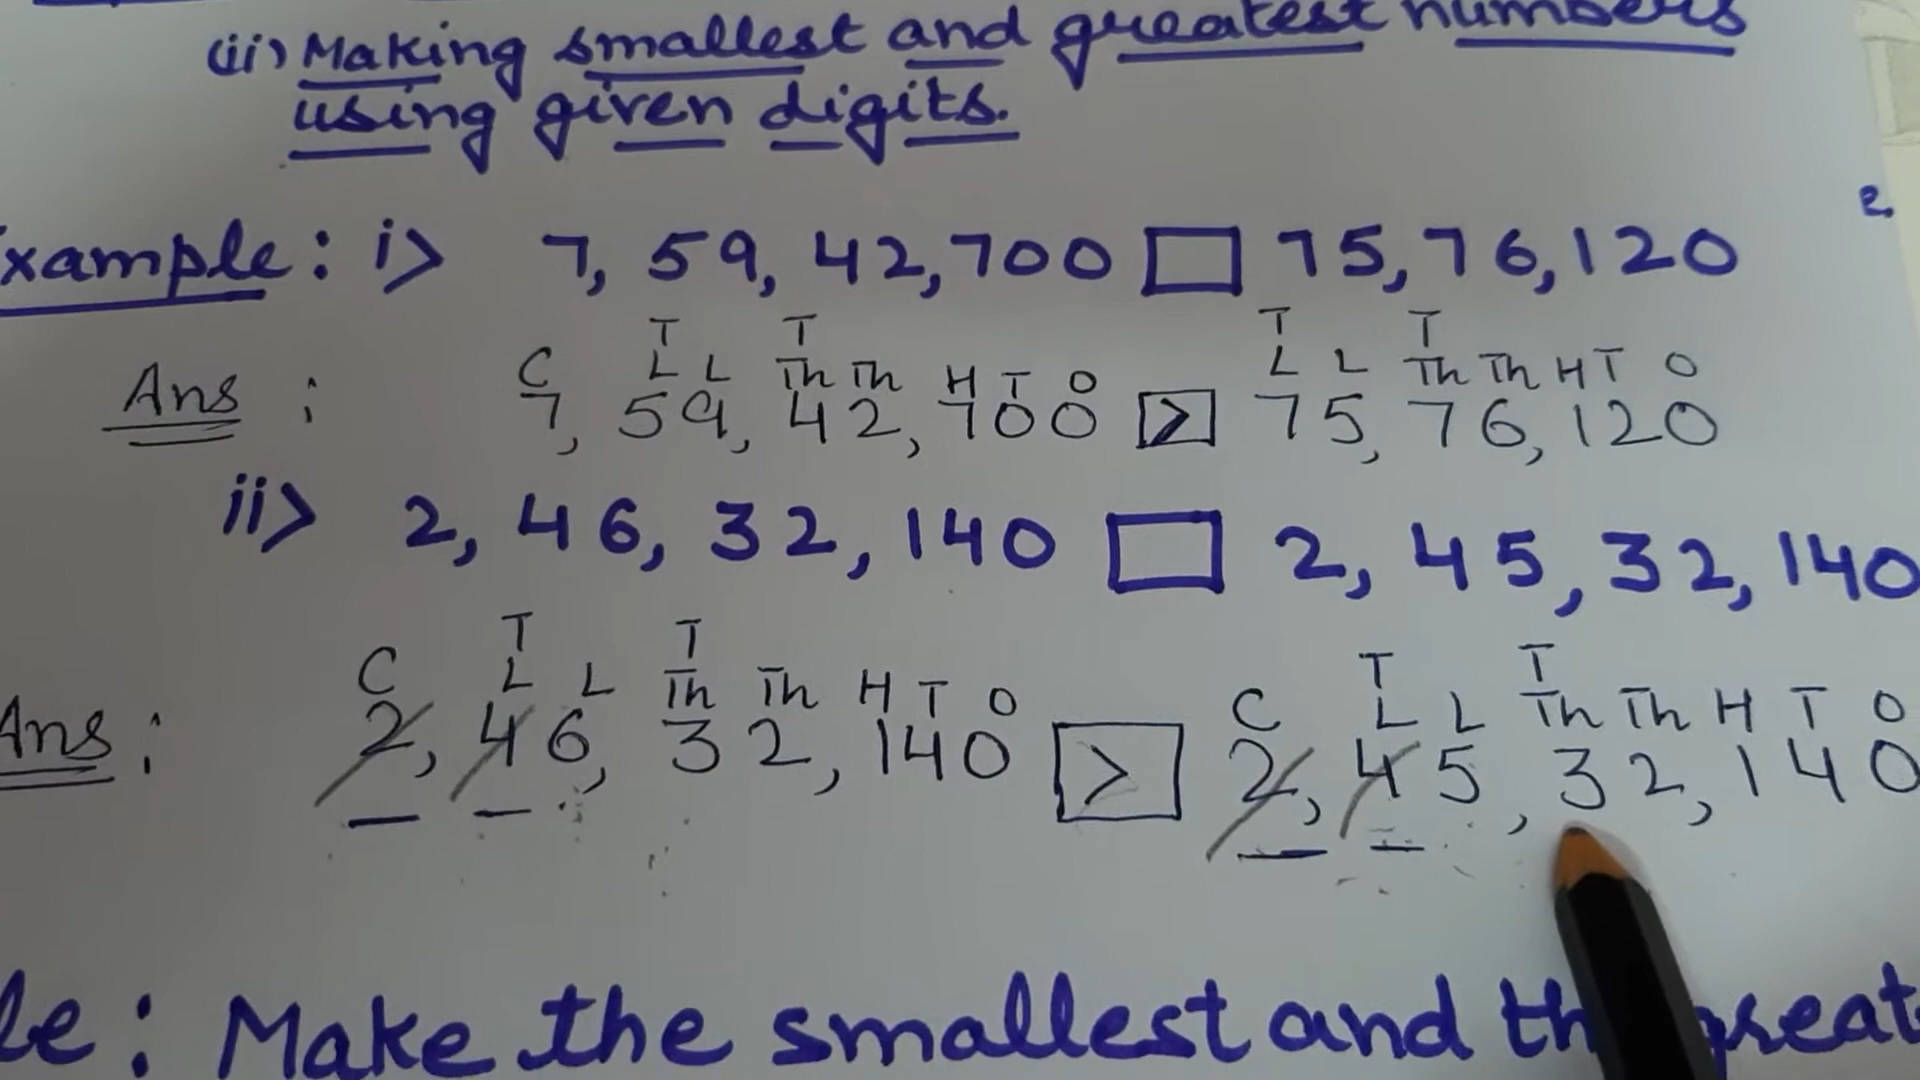 (ii) Making smallest and greatest numbers
using given digits.
Example: i> 7, 59, 42,700 □ 75,76,120
T T T T
C L L Th Th H T O L L Th Th H T O
Ans : 7, 59, 42, 700 > 75, 76, 120
ii> 2, 46, 32, 140 □ 2, 45, 32, 140
T T T T
C L L Th Th H T O C L L Th Th H T O
Ans : 2, 46, 32, 140 > 2, 45, 32, 140
le : Make the smallest and th great